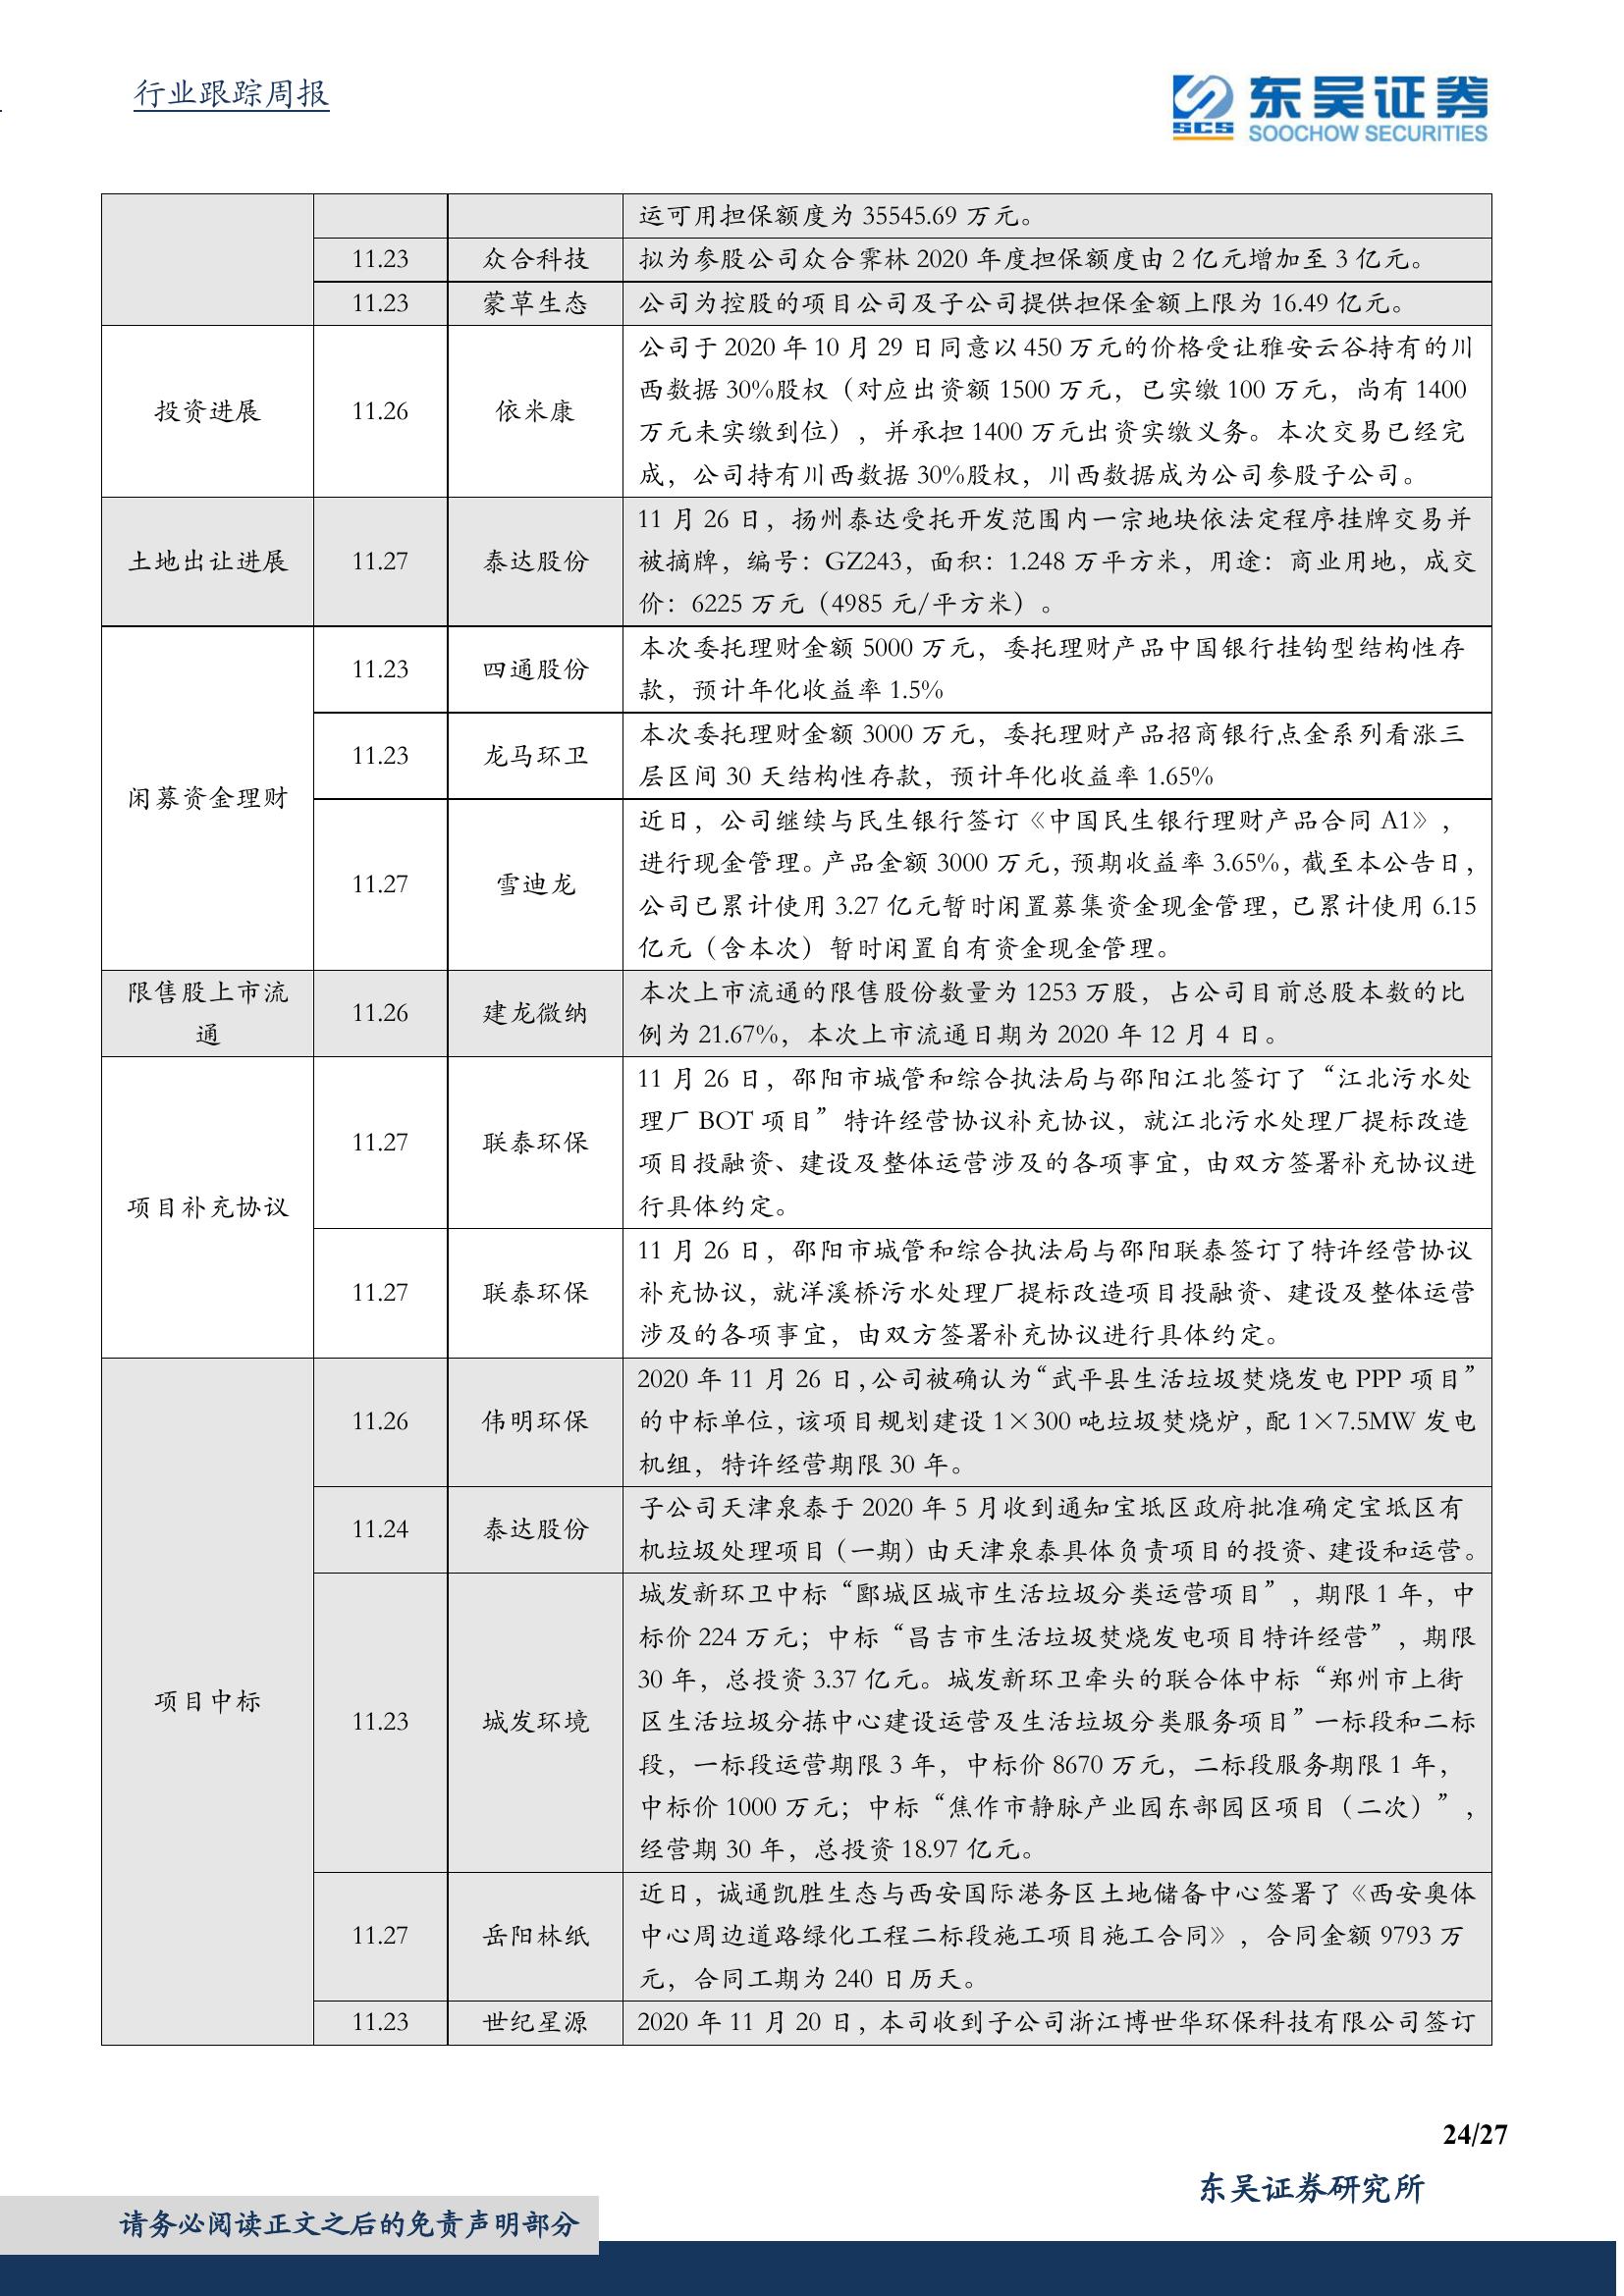 行业跟踪周报
SCS
东吴证券
SOOCHOW SECURITIES
运可用担保额度为 35545.69 万元。
11.23 众合科技 拟为参股公司众合霁林 2020 年度担保额度由 2 亿元增加至 3 亿元。
11.23 蒙草生态 公司为控股的项目公司及子公司提供担保金额上限为 16.49 亿元。
投资进展 11.26 依米康
公司于 2020 年 10 月 29 日同意以 450 万元的价格受让雅安云谷持有的川
西数据 30%股权（对应出资额 1500 万元，已实缴 100 万元，尚有 1400
万元未实缴到位），并承担 1400 万元出资实缴义务。本次交易已经完
成，公司持有川西数据 30%股权，川西数据成为公司参股子公司。
土地出让进展 11.27 泰达股份
11 月 26 日，扬州泰达受托开发范围内一宗地块依法定程序挂牌交易并
被摘牌，编号：GZ243，面积：1.248 万平方米，用途：商业用地，成交
价：6225 万元（4985 元/平方米）。
闲募资金理财
11.23 四通股份
本次委托理财金额 5000 万元，委托理财产品中国银行挂钩型结构性存
款，预计年化收益率 1.5%
11.23 龙马环卫
本次委托理财金额 3000 万元，委托理财产品招商银行点金系列看涨三
层区间 30 天结构性存款，预计年化收益率 1.65%
11.27 雪迪龙
近日，公司继续与民生银行签订《中国民生银行理财产品合同 A1》，
进行现金管理。产品金额 3000 万元，预期收益率 3.65%，截至本公告日，
公司已累计使用 3.27 亿元暂时闲置募集资金现金管理，已累计使用 6.15
亿元（含本次）暂时闲置自有资金现金管理。
限售股上市流
通
11.26 建龙微纳
本次上市流通的限售股份数量为 1253 万股，占公司目前总股本数的比
例为 21.67%，本次上市流通日期为 2020 年 12 月 4 日。
项目补充协议
11.27 联泰环保
11 月 26 日，邵阳市城管和综合执法局与邵阳江北签订了“江北污水处
理厂 BOT 项目”特许经营协议补充协议，就江北污水处理厂提标改造
项目投融资、建设及整体运营涉及的各项事宜，由双方签署补充协议进
行具体约定。
11.27 联泰环保
11 月 26 日，邵阳市城管和综合执法局与邵阳联泰签订了特许经营协议
补充协议，就洋溪桥污水处理厂提标改造项目投融资、建设及整体运营
涉及的各项事宜，由双方签署补充协议进行具体约定。
项目中标
11.26 伟明环保
2020 年 11 月 26 日，公司被确认为“武平县生活垃圾焚烧发电 PPP 项目”
的中标单位，该项目规划建设 1×300 吨垃圾焚烧炉，配 1×7.5MW 发电
机组，特许经营期限 30 年。
11.24 泰达股份
子公司天津泉泰于 2020 年 5 月收到通知宝坻区政府批准确定宝坻区有
机垃圾处理项目（一期）由天津泉泰具体负责项目的投资、建设和运营。
11.23 城发环境
城发新环卫中标“郾城区城市生活垃圾分类运营项目”，期限 1 年，中
标价 224 万元；中标“昌吉市生活垃圾焚烧发电项目特许经营”，期限
30 年，总投资 3.37 亿元。城发新环卫牵头的联合体中标“郑州市上街
区生活垃圾分拣中心建设运营及生活垃圾分类服务项目”一标段和二标
段，一标段运营期限 3 年，中标价 8670 万元，二标段服务期限 1 年，
中标价 1000 万元；中标“焦作市静脉产业园东部园区项目（二次）”，
经营期 30 年，总投资 18.97 亿元。
11.27 岳阳林纸
近日，诚通凯胜生态与西安国际港务区土地储备中心签署了《西安奥体
中心周边道路绿化工程二标段施工项目施工合同》，合同金额 9793 万
元，合同工期为 240 日历天。
11.23 世纪星源 2020 年 11 月 20 日，本司收到子公司浙江博世华环保科技有限公司签订
24/27
东吴证券研究所
请务必阅读正文之后的免责声明部分